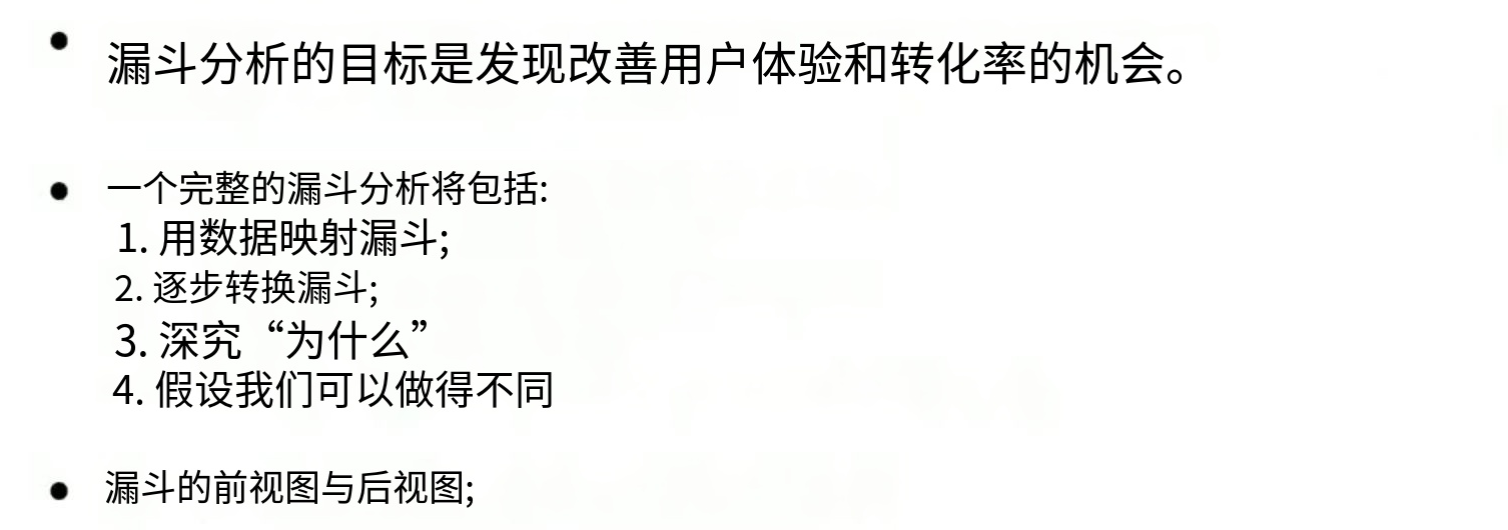 • 漏斗分析的目标是发现改善用户体验和转化率的机会。
• 一个完整的漏斗分析将包括:
1. 用数据映射漏斗;
2. 逐步转换漏斗;
3. 深究“为什么”
4. 假设我们可以做得不同
• 漏斗的前视图与后视图;